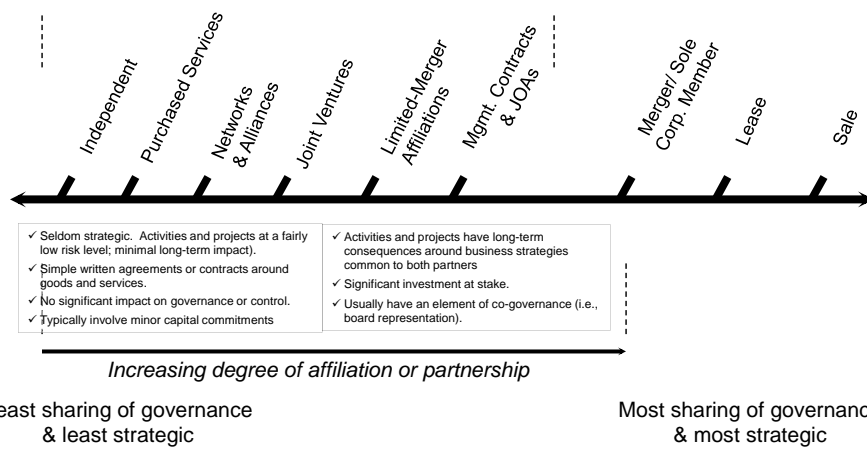 Independent
Purchased Services
Networks
& Alliances
Joint Ventures
Limited-Merger
Affiliations
Mgmt. Contracts
& JOAs
Merger/ Sole
Corp. Member
Lease
Sale
✓ Seldom strategic. Activities and projects at a fairly
low risk level; minimal long-term impact).
✓ Simple written agreements or contracts around
goods and services.
✓ No significant impact on governance or control.
✓ Typically involve minor capital commitments
✓ Activities and projects have long-term
consequences around business strategies
common to both partners
✓ Significant investment at stake.
✓ Usually have an element of co-governance (i.e.,
board representation).
Increasing degree of affiliation or partnership
east sharing of governance
& least strategic
Most sharing of governanc
& most strategic